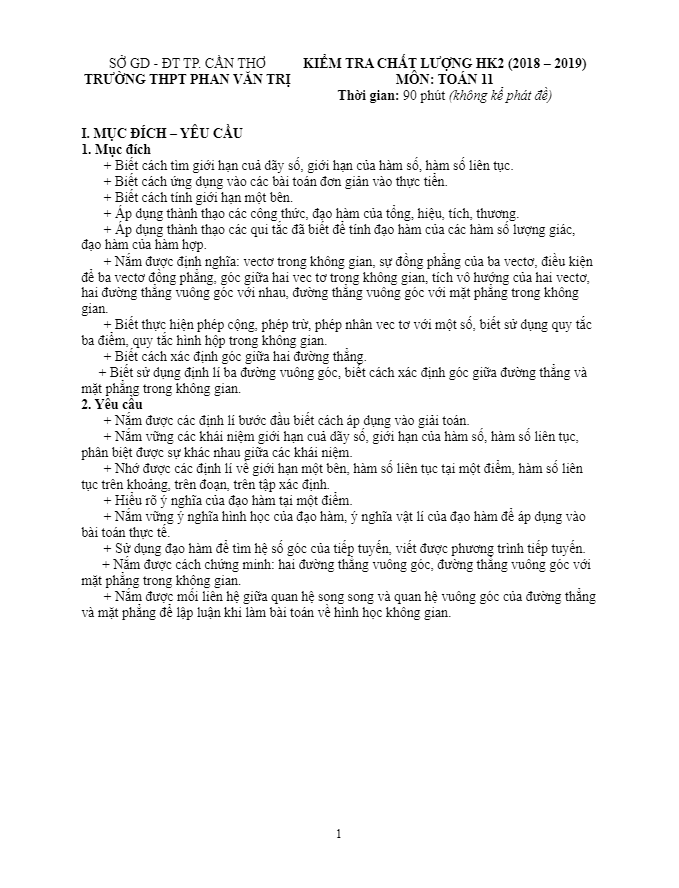 SỞ GD - ĐT TP. CẦN THƠ
TRƯỜNG THPT PHAN VĂN TRỊ
KIỂM TRA CHẤT LƯỢNG HK2 (2018 – 2019)
MÔN: TOÁN 11
Thời gian: 90 phút (không kể phát đề)
I. MỤC ĐÍCH – YÊU CẦU
1. Mục đích
+ Biết cách tìm giới hạn cuả dãy số, giới hạn của hàm số, hàm số liên tục.
+ Biết cách ứng dụng vào các bài toán đơn giản vào thực tiễn.
+ Biết cách tính giới hạn một bên.
+ Áp dụng thành thạo các công thức, đạo hàm của tổng, hiệu, tích, thương.
+ Áp dụng thành thạo các qui tắc đã biết để tính đạo hàm của các hàm số lượng giác,
đạo hàm của hàm hợp.
+ Nắm được định nghĩa: vectơ trong không gian, sự đồng phẳng của ba vectơ, điều kiện
để ba vectơ đồng phẳng, góc giữa hai vec tơ trong không gian, tích vô hướng của hai vectơ,
hai đường thẳng vuông góc với nhau, đường thẳng vuông góc với mặt phẳng trong không
gian.
+ Biết thực hiện phép cộng, phép trừ, phép nhân vec tơ với một số, biết sử dụng quy tắc
ba điểm, quy tắc hình hộp trong không gian.
+ Biết cách xác định góc giữa hai đường thẳng.
+ Biết sử dụng định lí ba đường vuông góc, biết cách xác định góc giữa đường thẳng và
mặt phẳng trong không gian.
2. Yêu cầu
+ Nắm được các định lí bước đầu biết cách áp dụng vào giải toán.
+ Nắm vững các khái niệm giới hạn cuả dãy số, giới hạn của hàm số, hàm số liên tục,
phân biệt được sự khác nhau giữa các khái niệm.
+ Nhớ được các định lí về giới hạn một bên, hàm số liên tục tại một điểm, hàm số liên
tục trên khoảng, trên đoạn, trên tập xác định.
+ Hiểu rõ ý nghĩa của đạo hàm tại một điểm.
+ Nắm vững ý nghĩa hình học của đạo hàm, ý nghĩa vật lí của đạo hàm để áp dụng vào
bài toán thực tế.
+ Sử dụng đạo hàm để tìm hệ số góc của tiếp tuyến, viết được phương trình tiếp tuyến.
+ Nắm được cách chứng minh: hai đường thẳng vuông góc, đường thẳng vuông góc với
mặt phẳng trong không gian.
+ Nắm được mối liên hệ giữa quan hệ song song và quan hệ vuông góc của đường thẳng
và mặt phẳng để lập luận khi làm bài toán về hình học không gian.
1